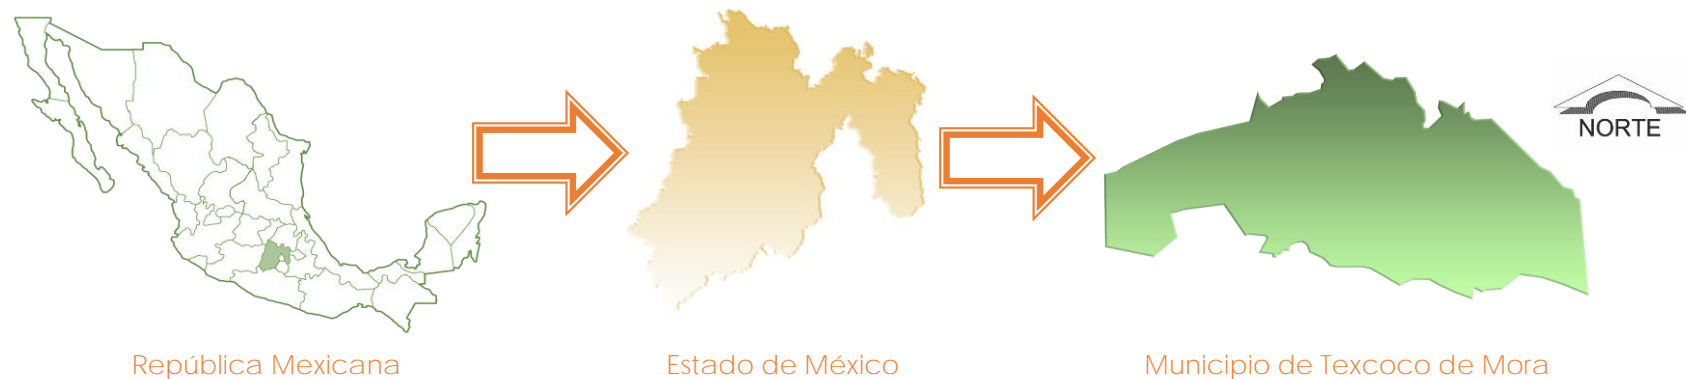 NORTE
República Mexicana
Estado de México
Municipio de Texcoco de Mora